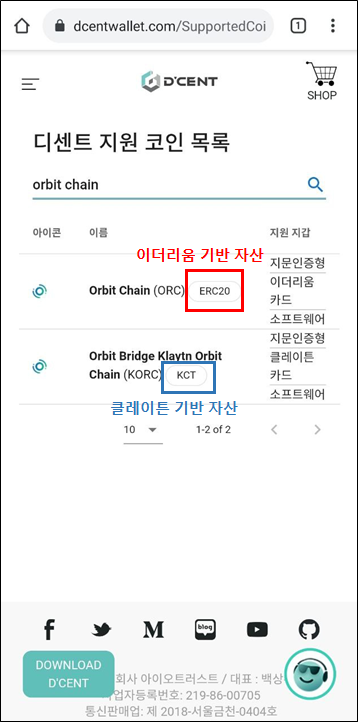 dcentwallet.com/SupportedCoi
1
D'CENT
SHOP
디센트 지원 코인 목록
orbit chain
아이콘 이름 지원 지갑
이더리움 기반 자산
지문인증형
이더리움
Orbit Chain (ORC) ERC20
카드
소프트웨어
지문인증형
Orbit Bridge Klaytn Orbit
클레이튼
Chain (KORC) KCT
카드
소프트웨어
클레이튼 기반 자산
10 1-2 of 2
blog
DOWNLOAD
D'CENT
회사 아이오트러스트 / 대표 : 백상
사업자등록번호: 219-86-00705
통신판매업: 제 2018-서울금천-0404호